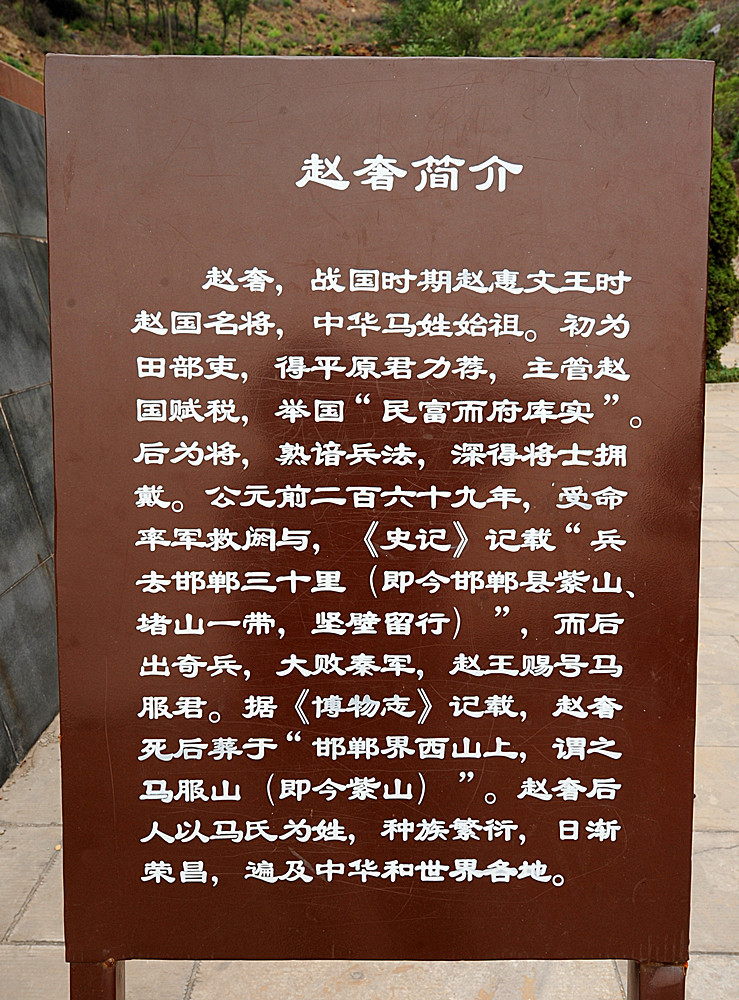 赵奢简介
赵奢，战国时期赵惠文王时
赵国名将，中华马姓始祖。初为
田部吏，得平原君力荐，主管赵
国赋税，举国“民富而府库实”。
后为将，熟谙兵法，深得将士拥
戴。公元前二百六十九年，受命
率军救阏与，《史记》记载“兵
去邯郸三十里（即今邯郸县紫山、
堵山一带，坚壁留行）”，而后
出奇兵，大败秦军，赵王赐号马
服君。据《博物志》记载，赵奢
死后葬于“邯郸界西山上，谓之
马服山（即今紫山）”。赵奢后
人以马氏为姓，种族繁衍，日渐
荣昌，遍及中华和世界各地。